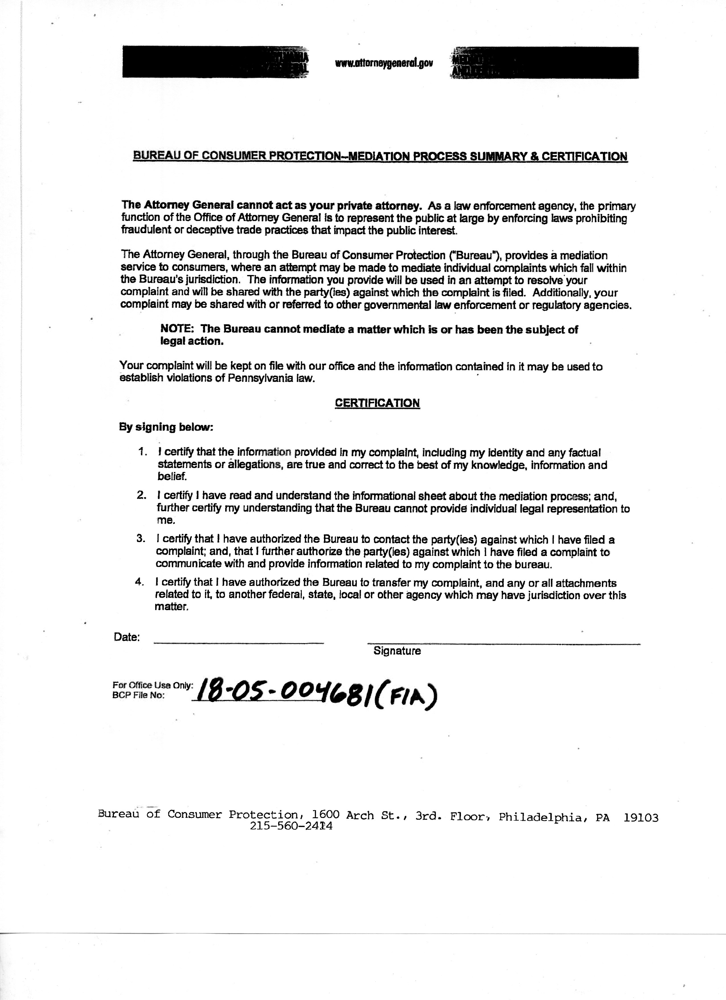 www.attorneygeneral.gov
BUREAU OF CONSUMER PROTECTION--MEDIATION PROCESS SUMMARY & CERTIFICATION
The Attorney General cannot act as your private attorney. As a law enforcement agency, the primary
function of the Office of Attorney General is to represent the public at large by enforcing laws prohibiting
fraudulent or deceptive trade practices that impact the public interest.
The Attorney General, through the Bureau of Consumer Protection ("Bureau"), provides a mediation
service to consumers, where an attempt may be made to mediate individual complaints which fall within
the Bureau's jurisdiction. The information you provide will be used in an attempt to resolve your
complaint and will be shared with the party(ies) against which the complaint is filed. Additionally, your
complaint may be shared with or referred to other governmental law enforcement or regulatory agencies.
NOTE: The Bureau cannot mediate a matter which is or has been the subject of
legal action.
Your complaint will be kept on file with our office and the information contained in it may be used to
establish violations of Pennsylvania law.
CERTIFICATION
By signing below:
1. I certify that the information provided in my complaint, including my identity and any factual
statements or allegations, are true and correct to the best of my knowledge, information and
belief.
2. I certify I have read and understand the informational sheet about the mediation process; and,
further certify my understanding that the Bureau cannot provide individual legal representation to
me.
3. I certify that I have authorized the Bureau to contact the party(ies) against which I have filed a
complaint; and, that I further authorize the party(ies) against which I have filed a complaint to
communicate with and provide information related to my complaint to the bureau.
4. I certify that I have authorized the Bureau to transfer my complaint, and any or all attachments
related to it, to another federal, state, local or other agency which may have jurisdiction over this
matter.
Date:
Signature
For Office Use Only:
BCP File No: 18-05-004681(FIA)
Bureau of Consumer Protection, 1600 Arch St., 3rd. Floor, Philadelphia, PA 19103
215-560-2414